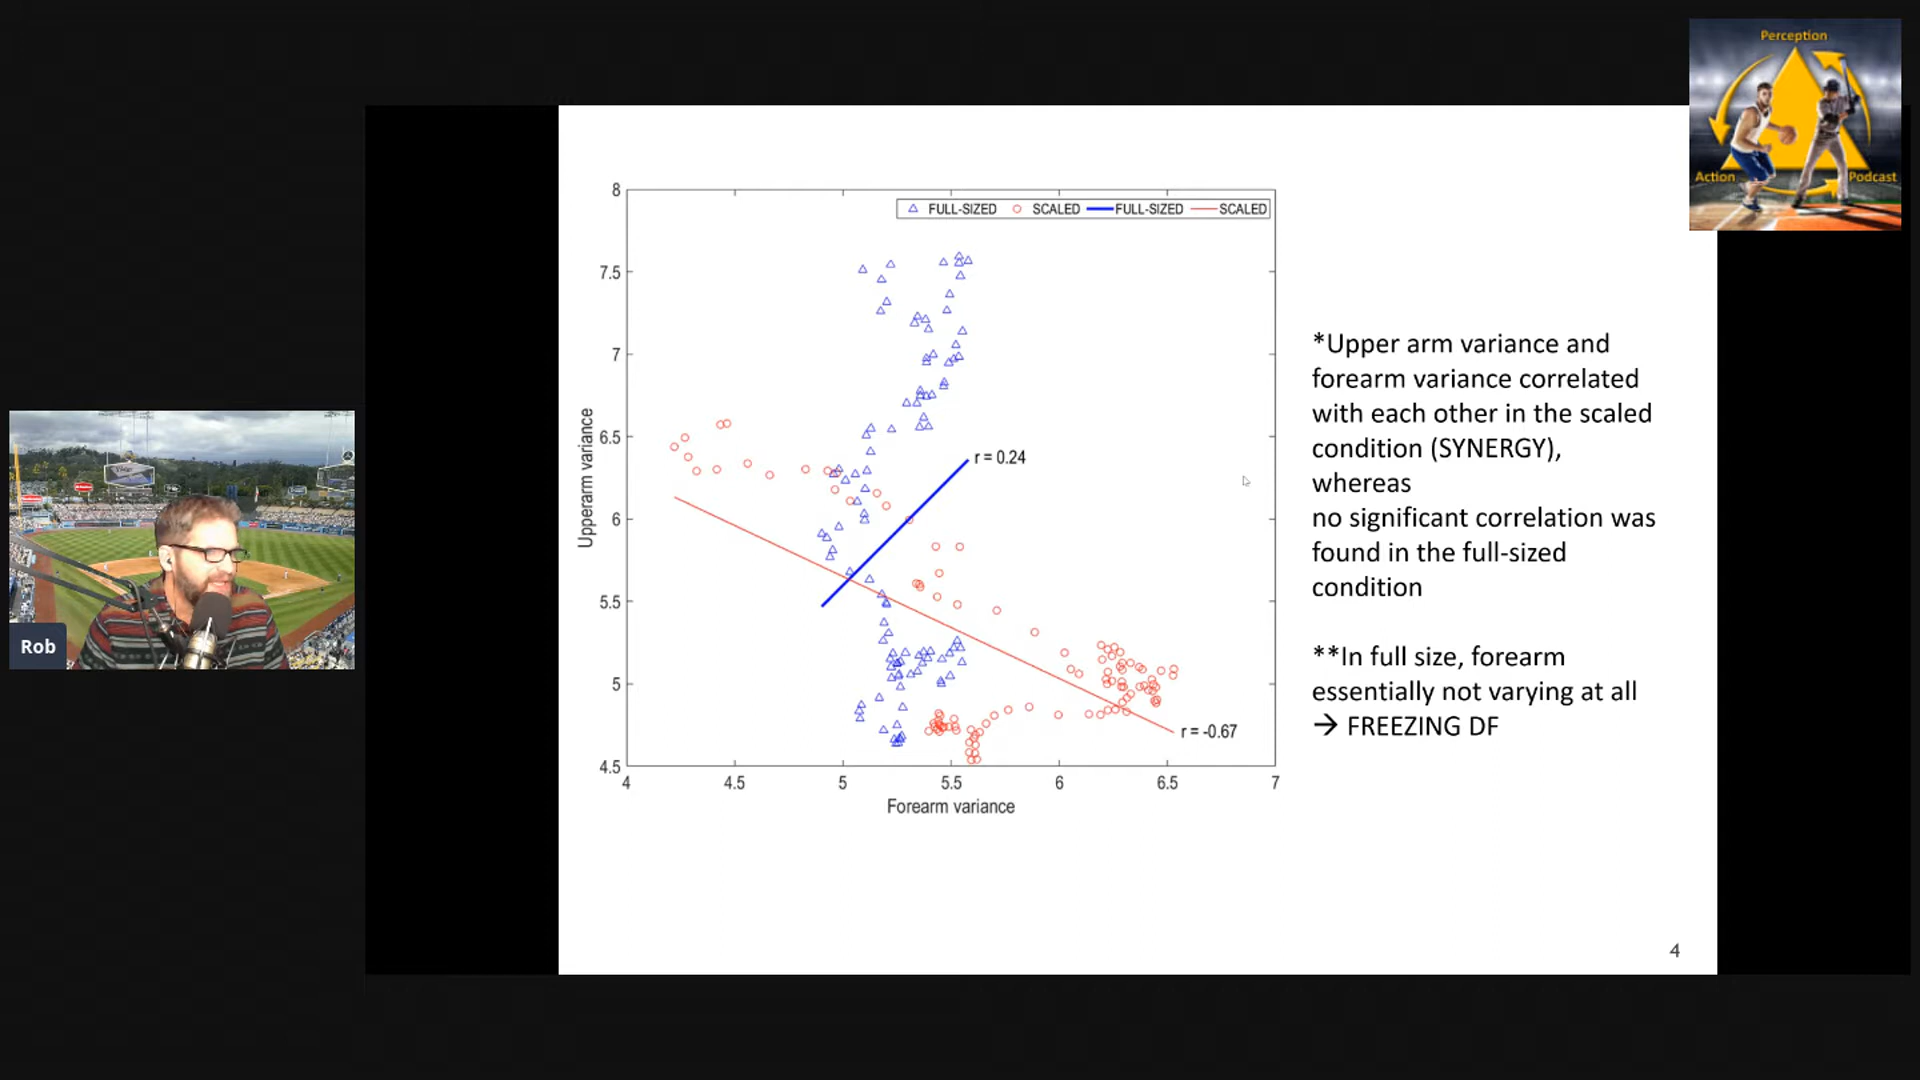 Perception
Action
Podcast
8
7.5
7
6.5
6
5.5
5
4.5
4
4.5
5
5.5
6
6.5
7
Upperarm variance
Forearm variance
FULL-SIZED SCALED FULL-SIZED SCALED
r = 0.24
r = -0.67
*Upper arm variance and
forearm variance correlated
with each other in the scaled
condition (SYNERGY),
whereas
no significant correlation was
found in the full-sized
condition
**In full size, forearm
essentially not varying at all
→ FREEZING DF
4
Rob